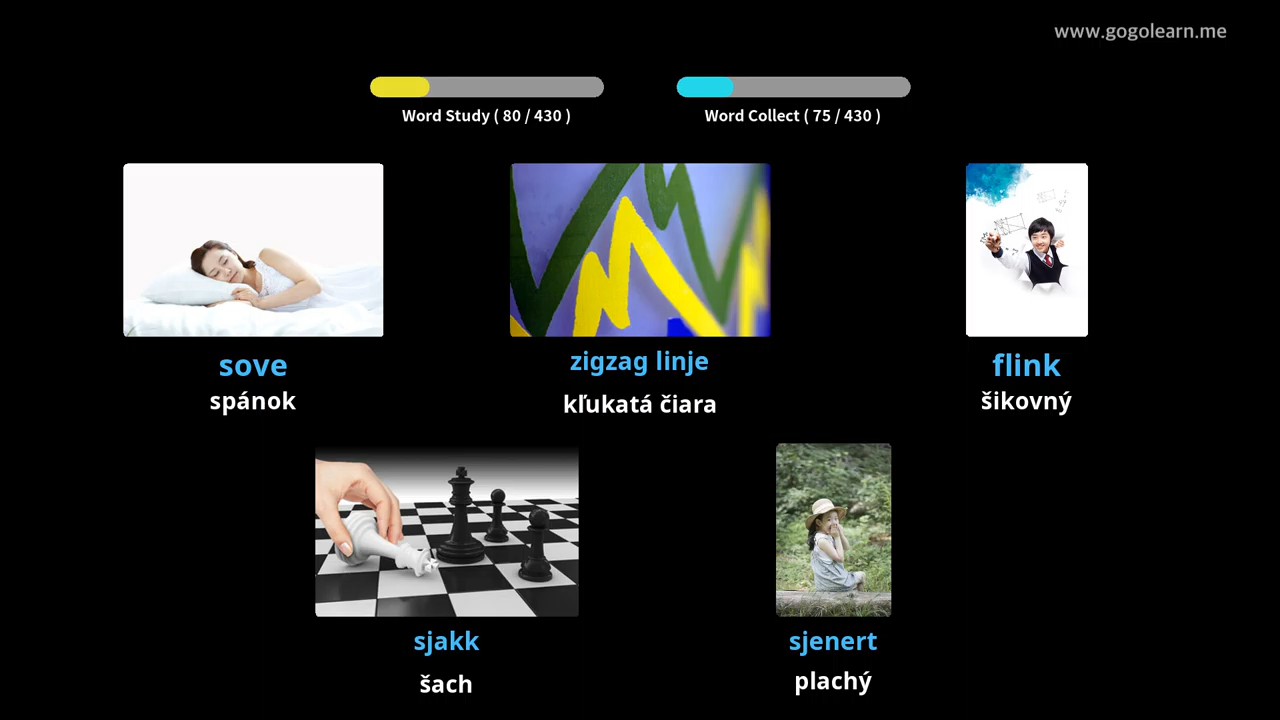 www.gogolearn.me
Word Study ( 80 / 430 )
Word Collect ( 75 / 430 )
sove
spánok
zigzag linje
kľukatá čiara
flink
šikovný
sjakk
šach
sjenert
plachý